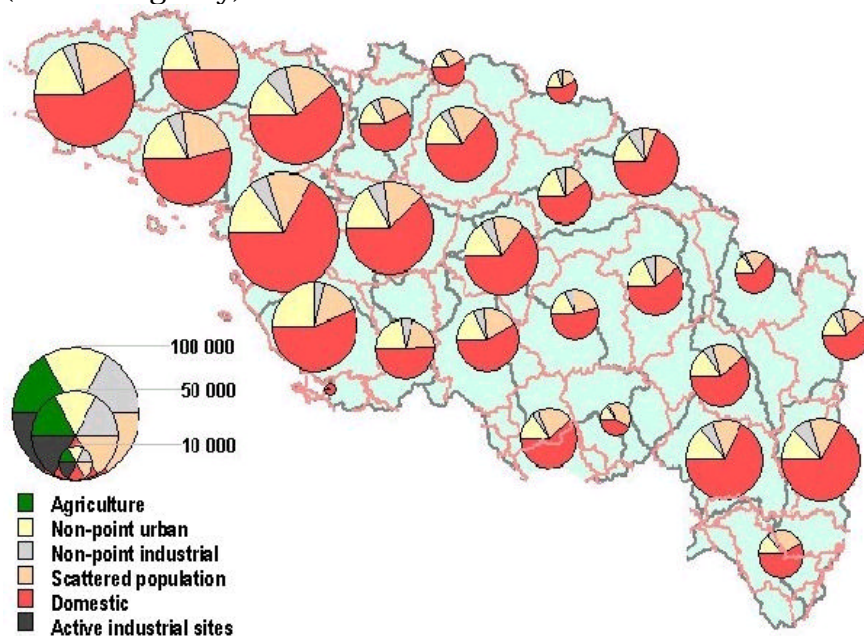 100 000
50 000
10 000
Agriculture
Non-point urban
Non-point industrial
Scattered population
Domestic
Active industrial sites